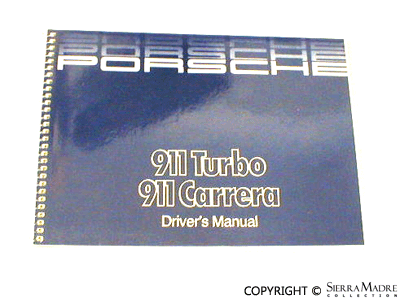 PORSCHE
PORSCHE
911 Turbo
911 Carrera
Driver's Manual
COPYRIGHT © SIERRA MADRE
COLLECTION